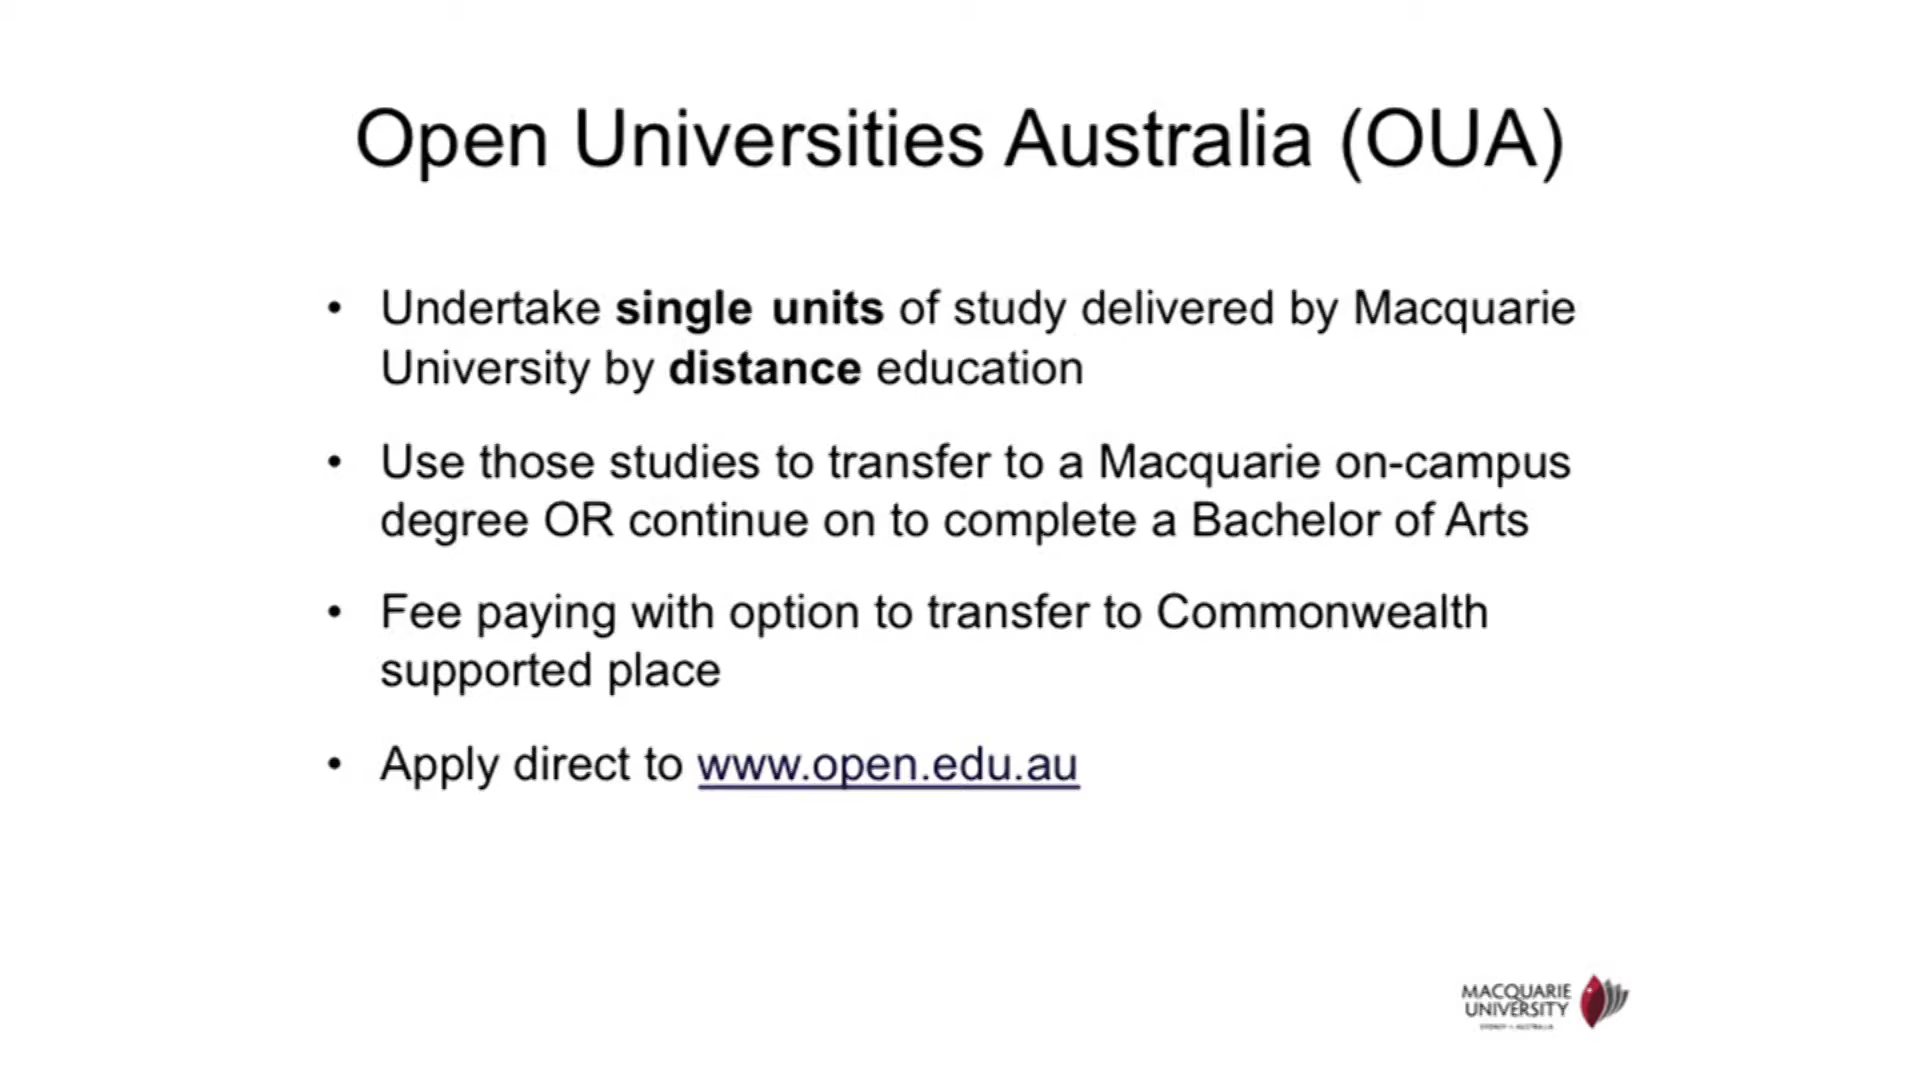 Open Universities Australia (OUA)
• Undertake single units of study delivered by Macquarie
University by distance education
• Use those studies to transfer to a Macquarie on-campus
degree OR continue on to complete a Bachelor of Arts
• Fee paying with option to transfer to Commonwealth
supported place
• Apply direct to www.open.edu.au
MACQUARIE
UNIVERSITY
SYDNEY ~ AUSTRALIA